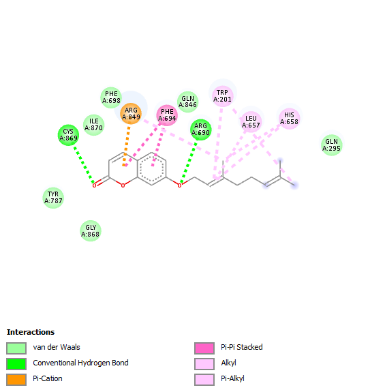 PHE
A:698
ARG
A:849
GLN
A:846
TRP
A:201
ILE
A:870
PHE
A:694
CYS
A:869
ARG
A:690
LEU
A:657
HIS
A:658
GLN
A:295
TYR
A:787
O
O
O
GLY
A:868
Interactions
van der Waals
Conventional Hydrogen Bond
Pi-Cation
Pi-Pi Stacked
Alkyl
Pi-Alkyl